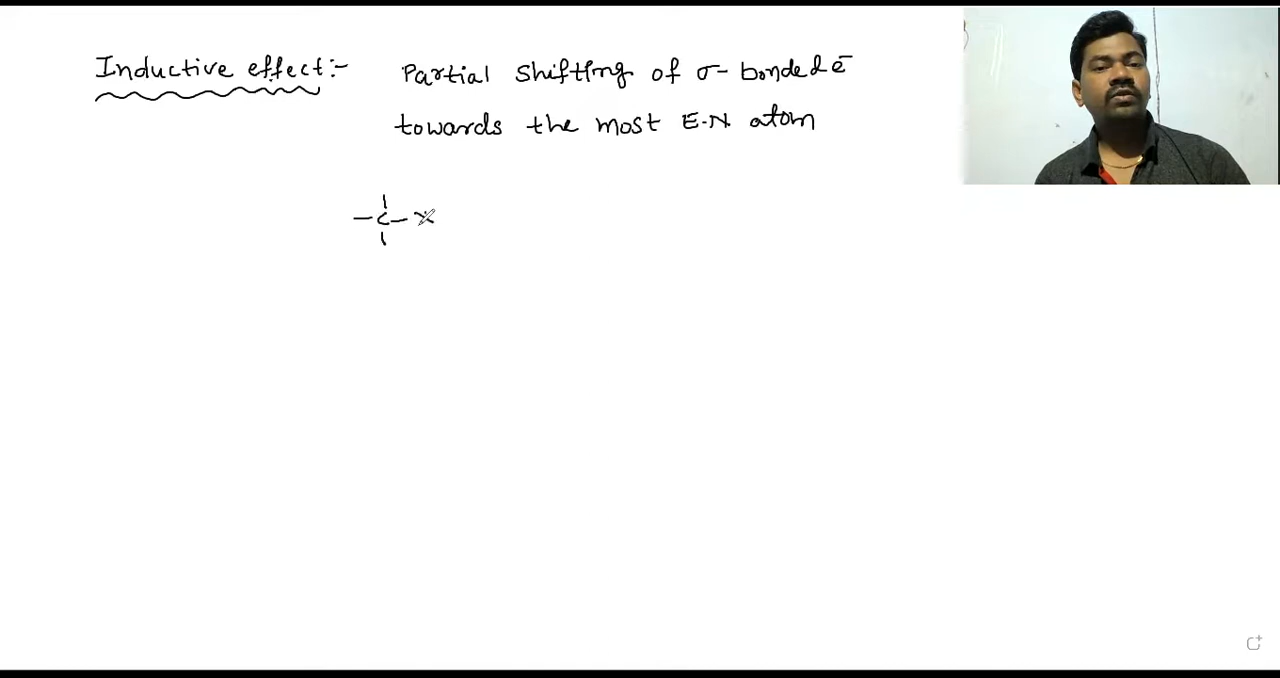 Inductive effect:- Partial shifting of σ- bonded ē
towards the most E.N atom
-C-X